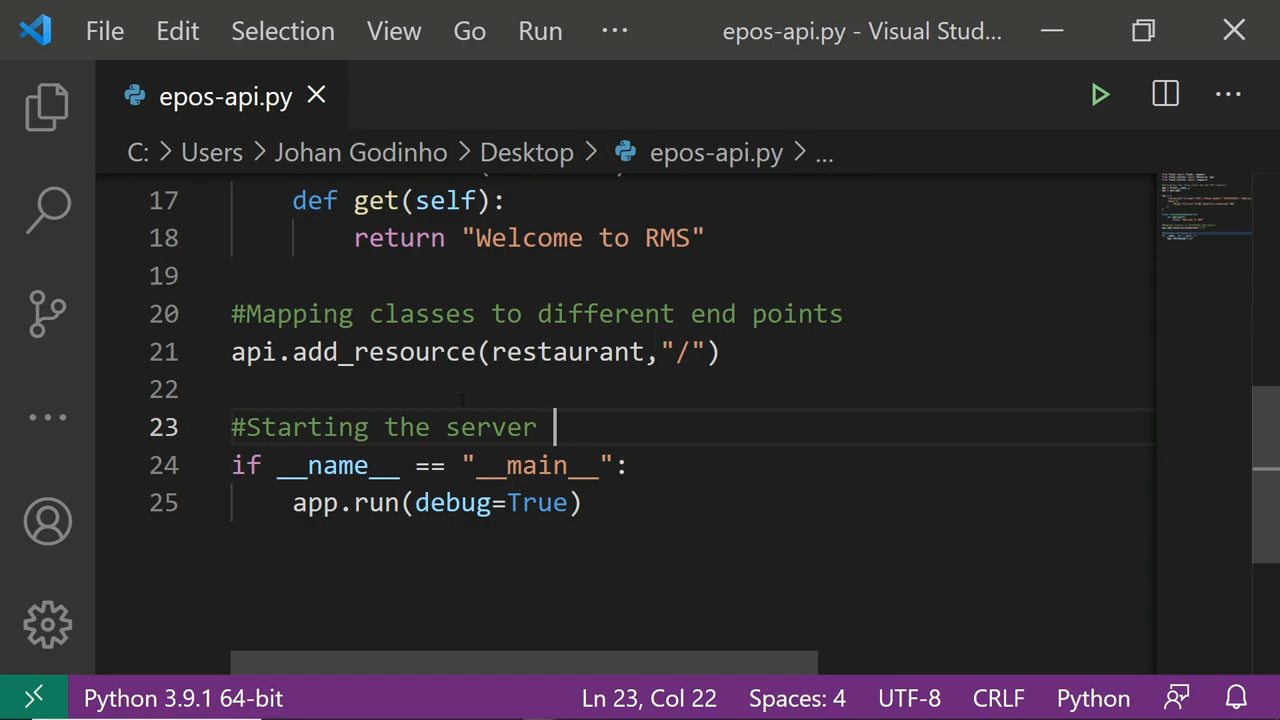 File Edit Selection View Go Run ··· epos-api.py - Visual Stud...
epos-api.py
C: > Users > Johan Godinho > Desktop > epos-api.py > ...
17 def get(self):
18 return "Welcome to RMS"
19
20 #Mapping classes to different end points
21 api.add_resource(restaurant,"/")
22
23 #Starting the server
24 if __name__ == "__main__":
25 app.run(debug=True)
Python 3.9.1 64-bit Ln 23, Col 22 Spaces: 4 UTF-8 CRLF Python